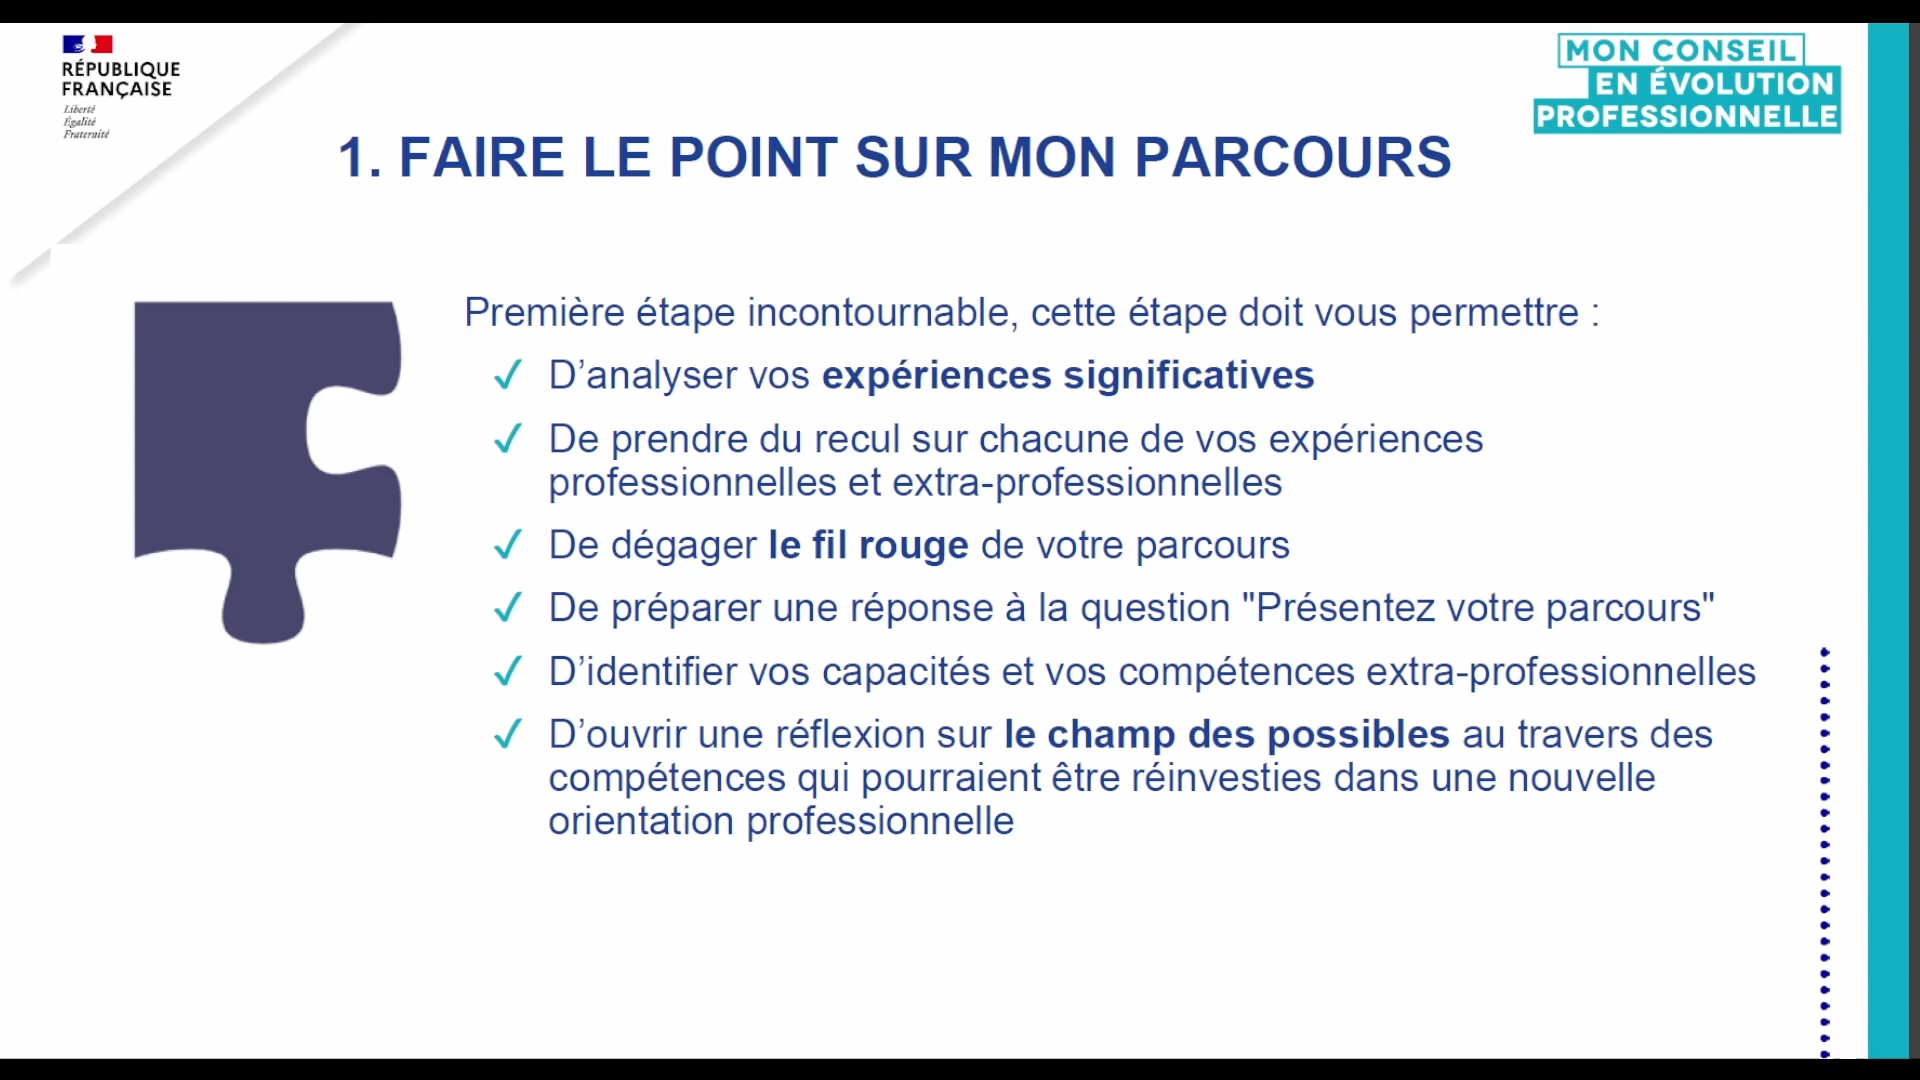 RÉPUBLIQUE
FRANÇAISE
Liberté
Égalité
Fraternité
MON CONSEIL
EN ÉVOLUTION
PROFESSIONNELLE
1. FAIRE LE POINT SUR MON PARCOURS
Première étape incontournable, cette étape doit vous permettre :
✓ D’analyser vos expériences significatives
✓ De prendre du recul sur chacune de vos expériences
professionnelles et extra-professionnelles
✓ De dégager le fil rouge de votre parcours
✓ De préparer une réponse à la question "Présentez votre parcours"
✓ D’identifier vos capacités et vos compétences extra-professionnelles
✓ D’ouvrir une réflexion sur le champ des possibles au travers des
compétences qui pourraient être réinvesties dans une nouvelle
orientation professionnelle